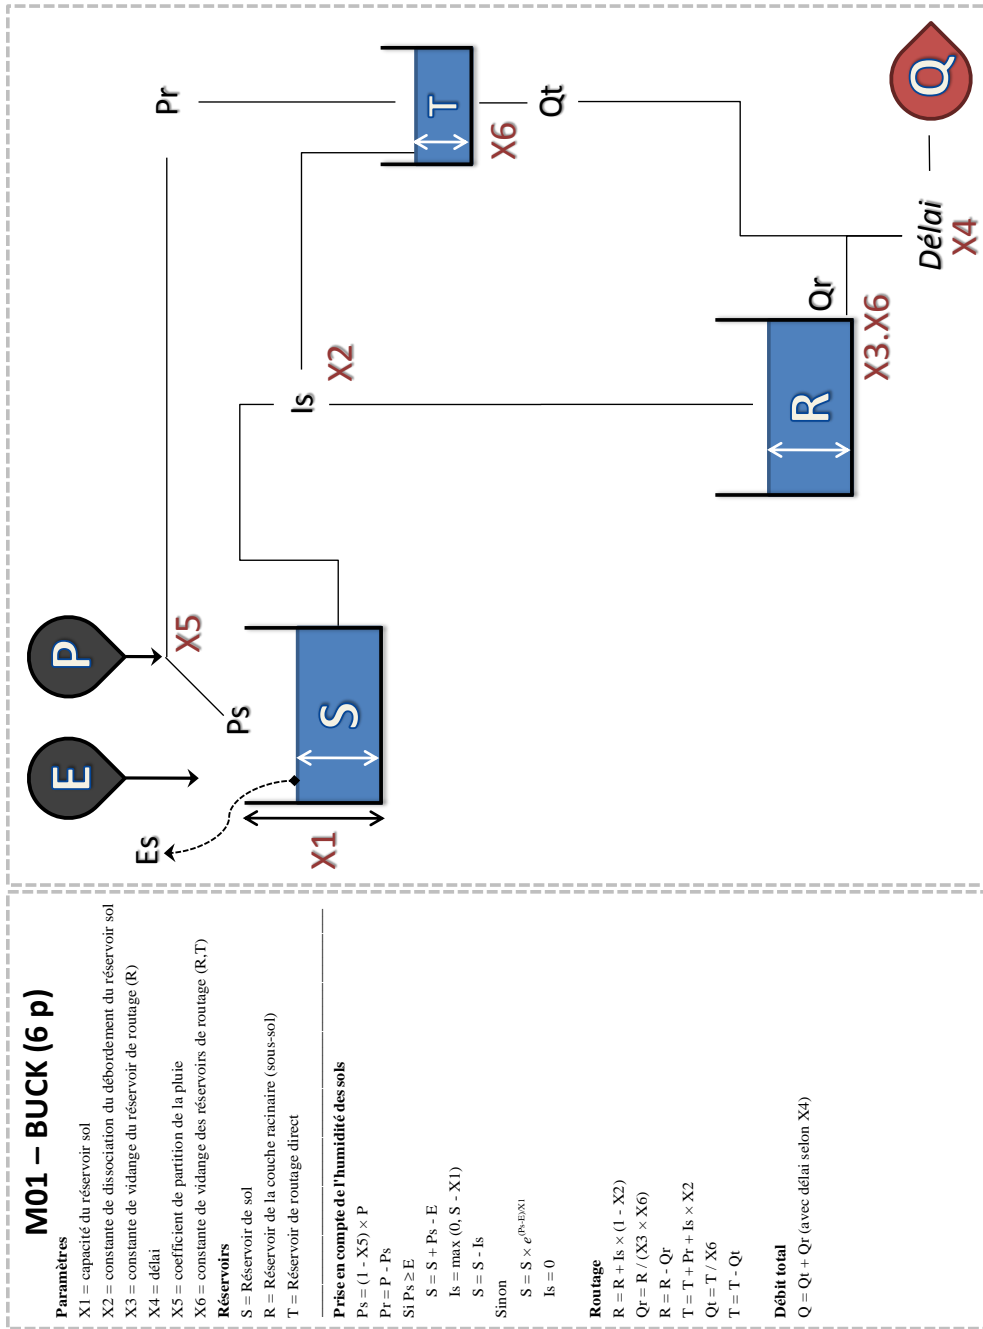 M01 – BUCK (6 p)
Paramètres
X1 = capacité du réservoir sol
X2 = constante de dissociation du débordement du réservoir sol
X3 = constante de vidange du réservoir de routage (R)
X4 = délai
X5 = coefficient de partition de la pluie
X6 = constante de vidange des réservoirs de routage (R,T)
Réservoirs
S = Réservoir de sol
R = Réservoir de la couche racinaire (sous-sol)
T = Réservoir de routage direct
Prise en compte de l'humidité des sols
Ps = (1 - X5) × P
Pr = P - Ps
Si Ps ≥ E
S = S + Ps - E
Is = max (0, S - X1)
S = S - Is
Sinon
S = S × e^(Ps-E)/X1
Is = 0
Routage
R = R + Is × (1 - X2)
Qr = R / (X3 × X6)
R = R - Qr
T = T + Pr + Is × X2
Qt = T / X6
T = T - Qt
Débit total
Q = Qt + Qr (avec délai selon X4)
E
P
Es
Ps
X5
Pr
X1
S
Is
X2
T
X6
Qt
R
Qr
X3.X6
Délai
X4
Q